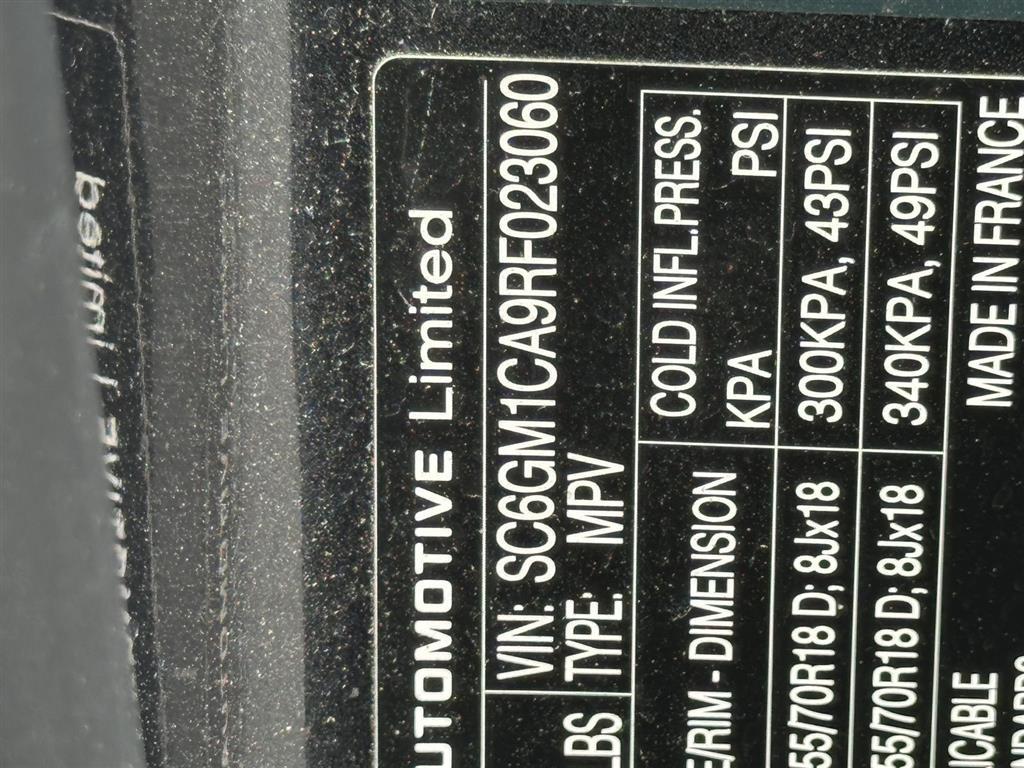 UTOMOTIVE Limited
VIN: SC6GM1CA9RF023060
LBS TYPE: MPV
E/RIM - DIMENSION
COLD INFL.PRESS.
KPA PSI
55/70R18 D; 8Jx18 300KPA, 43PSI
55/70R18 D; 8Jx18 340KPA, 49PSI
ICABLE
MADE IN FRANCE